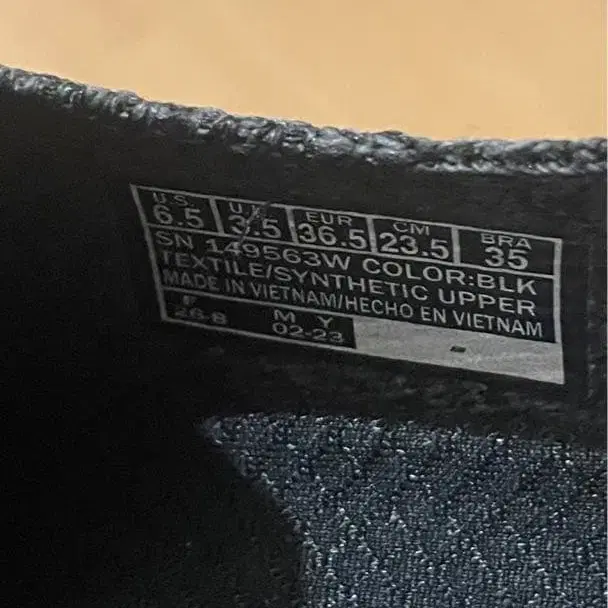 U.S. U.K. EUR CM BRA
6.5 3.5 36.5 23.5 35
SN 149563W COLOR:BLK
TEXTILE/SYNTHETIC UPPER
MADE IN VIETNAM/HECHO EN VIETNAM
F M Y
26-B 02-23